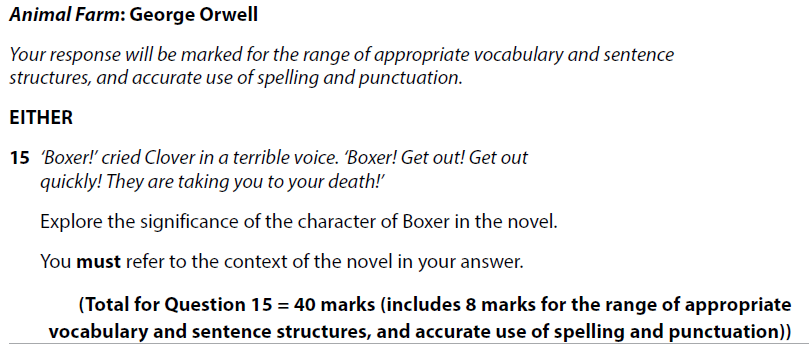 Animal Farm: George Orwell
Your response will be marked for the range of appropriate vocabulary and sentence
structures, and accurate use of spelling and punctuation.
EITHER
15 ‘Boxer!’ cried Clover in a terrible voice. ‘Boxer! Get out! Get out
quickly! They are taking you to your death!’
Explore the significance of the character of Boxer in the novel.
You must refer to the context of the novel in your answer.
(Total for Question 15 = 40 marks (includes 8 marks for the range of appropriate
vocabulary and sentence structures, and accurate use of spelling and punctuation))